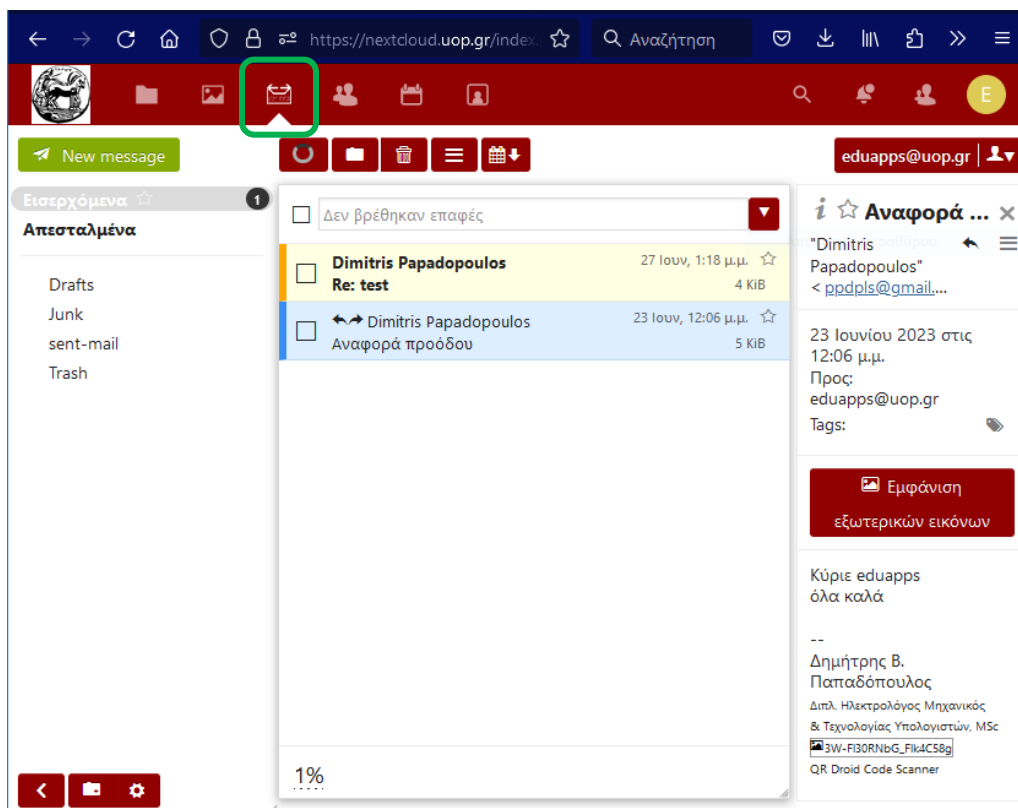 https://nextcloud.uop.gr/index.
Αναζήτηση
E
New message
eduapps@uop.gr
Εισερχόμενα
1
Απεσταλμένα
Drafts
Junk
sent-mail
Trash
Δεν βρέθηκαν επαφές
Dimitris Papadopoulos
27 Ιουν, 1:18 μ.μ.
Re: test
4 KiB
Dimitris Papadopoulos
23 Ιουν, 12:06 μ.μ.
Αναφορά προόδου
5 KiB
1%
i Αναφορά ...
"Dimitris
Papadopoulos"
< ppdpls@gmail....
23 Ιουνίου 2023 στις
12:06 μ.μ.
Προς:
eduapps@uop.gr
Tags:
Εμφάνιση
εξωτερικών εικόνων
Κύριε eduapps
όλα καλά
--
Δημήτρης Β.
Παπαδόπουλος
Διπλ. Ηλεκτρολόγος Μηχανικός
& Τεχνολογίας Υπολογιστών, MSc
QR Droid Code Scanner